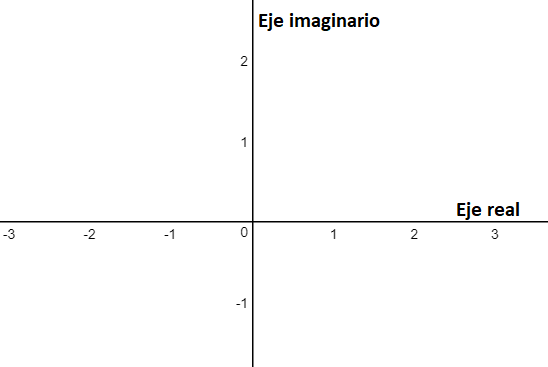 Eje imaginario
2
1
Eje real
-3 -2 -1 0 1 2 3
-1